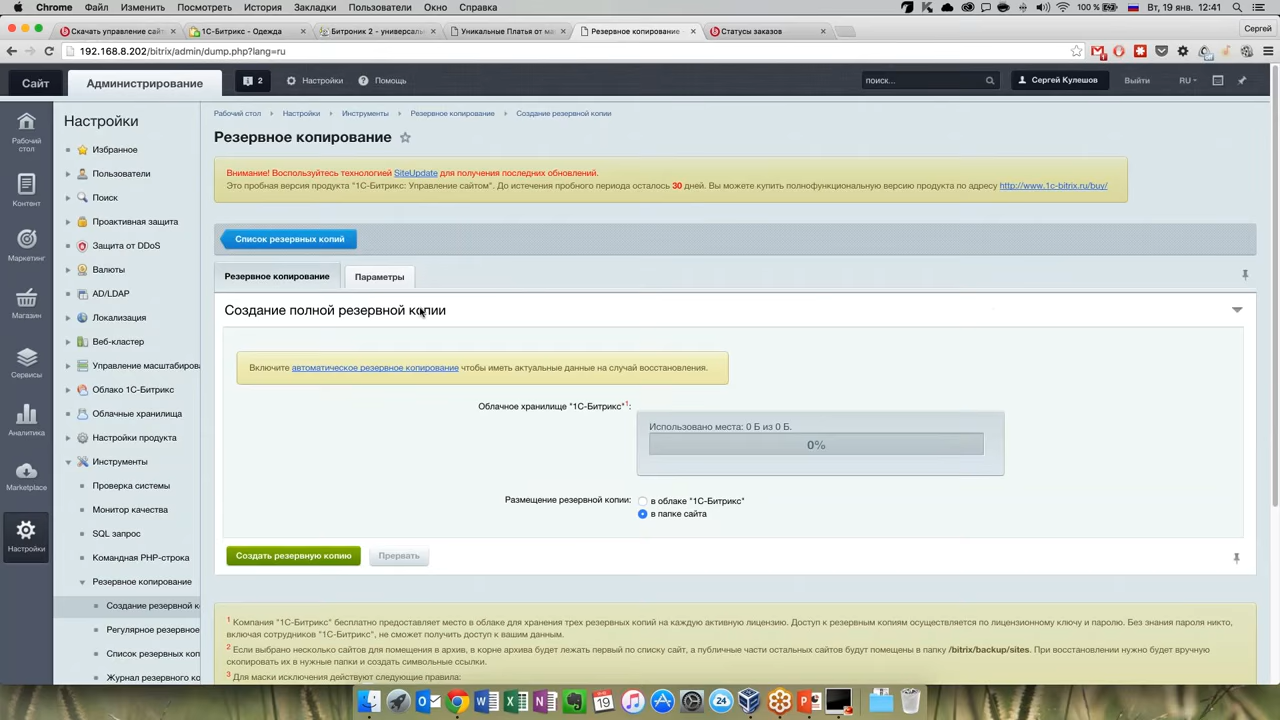 Chrome Файл Изменить Посмотреть История Закладки Пользователи Окно Справка 100 % Вт, 19 янв. 12:41
Скачать управление сайт 1С-Битрикс - Одежда Битроник 2 - универсаль Уникальные Платья от ма Резервное копирование Статусы заказов Сергей
192.168.8.202/bitrix/admin/dump.php?lang=ru
Сайт Администрирование 2 Настройки Помощь поиск... Сергей Кулешов Выйти RU
Рабочий стол
Контент
Маркетинг
Магазин
Сервисы
Аналитика
Marketplace
Настройки
Настройки
Избранное
Пользователи
Поиск
Проактивная защита
Защита от DDoS
Валюты
AD/LDAP
Локализация
Веб-кластер
Управление масштабирова
Облако 1С-Битрикс
Облачные хранилища
Настройки продукта
Инструменты
Проверка системы
Монитор качества
SQL запрос
Командная PHP-строка
Резервное копирование
Создание резервной к
Регулярное резервное
Список резервных коп
Журнал резервного ко
Рабочий стол Настройки Инструменты Резервное копирование Создание резервной копии
Резервное копирование
Внимание! Воспользуйтесь технологией SiteUpdate для получения последних обновлений.
Это пробная версия продукта "1С-Битрикс: Управление сайтом". До истечения пробного периода осталось 30 дней. Вы можете купить полнофункциональную версию продукта по адресу http://www.1c-bitrix.ru/buy/
Список резервных копий
Резервное копирование Параметры
Создание полной резервной копии
Включите автоматическое резервное копирование чтобы иметь актуальные данные на случай восстановления.
Облачное хранилище "1С-Битрикс"1:
Использовано места: 0 Б из 0 Б.
0%
Размещение резервной копии: в облаке "1С-Битрикс"
в папке сайта
Создать резервную копию Прервать
1 Компания "1С-Битрикс" бесплатно предоставляет место в облаке для хранения трех резервных копий на каждую активную лицензию. Доступ к резервным копиям осуществляется по лицензионному ключу и паролю. Без знания пароля никто,
включая сотрудников "1С-Битрикс", не сможет получить доступ к вашим данным.
2 Если выбрано несколько сайтов для помещения в архив, в корне архива будет лежать первый по списку сайт, а публичные части остальных сайтов будут помещены в папку /bitrix/backup/sites. При восстановлении нужно будет вручную
скопировать их в нужные папки и создать символьные ссылки.
3 Для маски исключения действуют следующие правила:
19
24